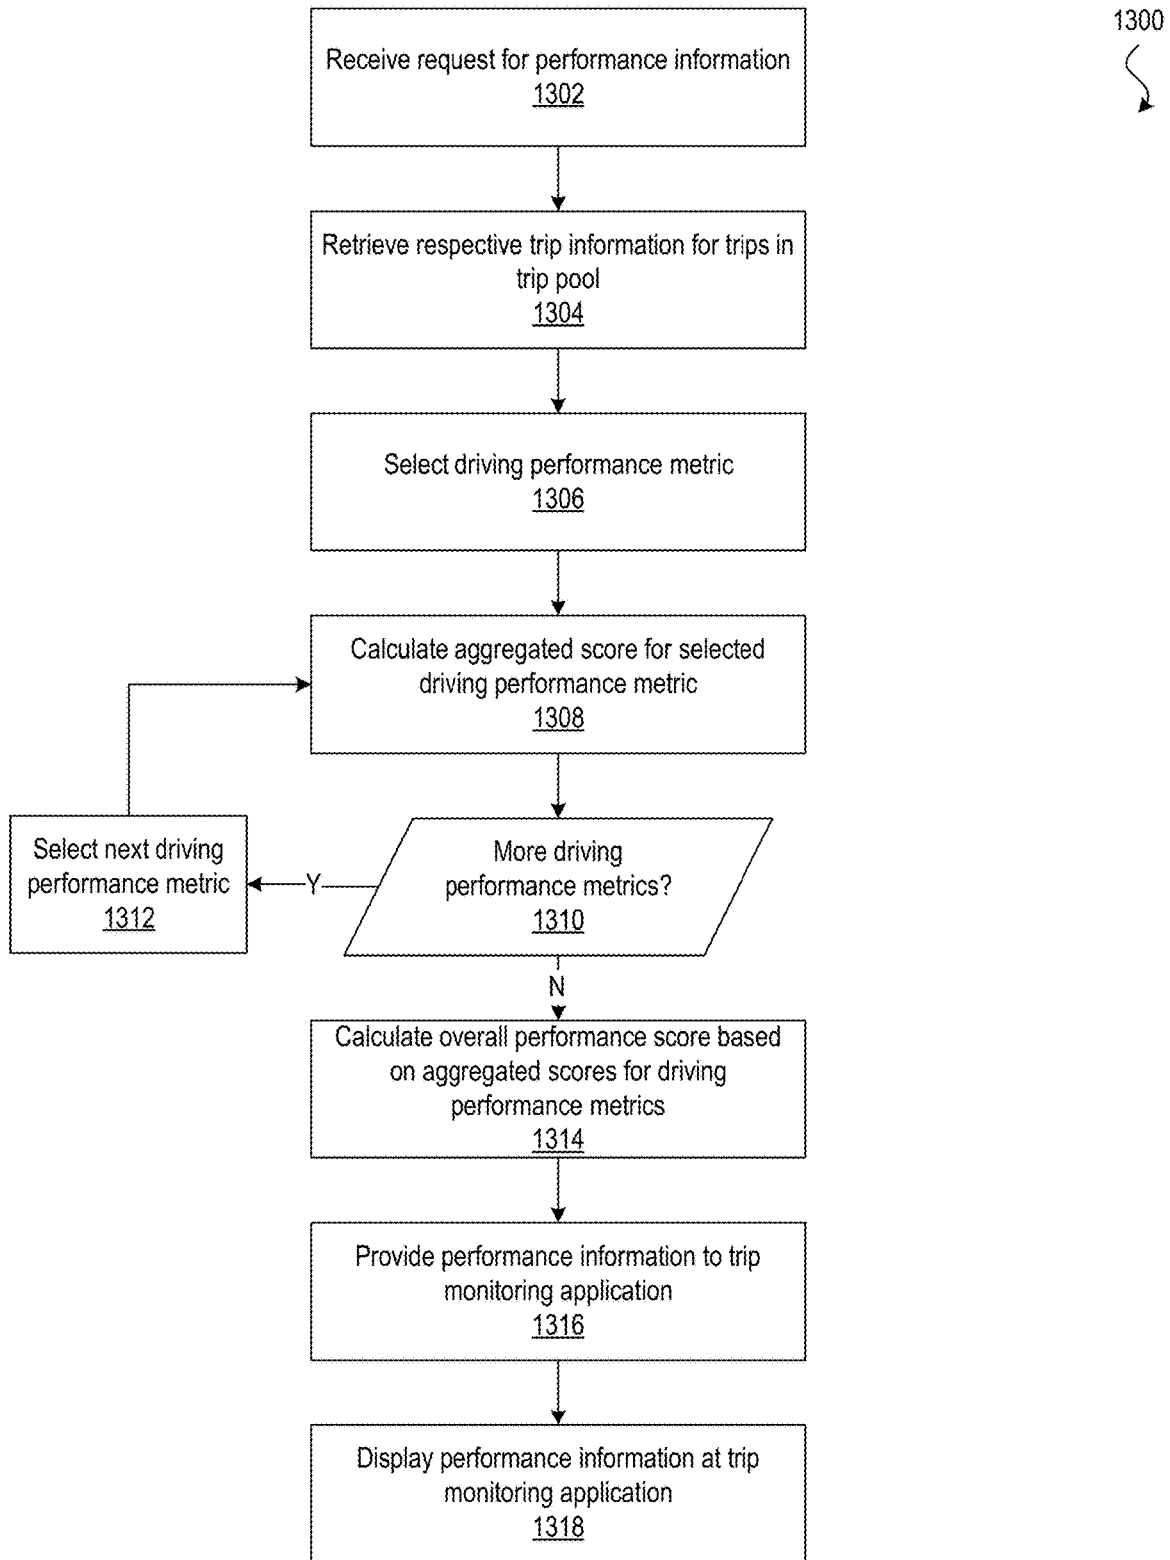 1300
Receive request for performance information
1302
Retrieve respective trip information for trips in
trip pool
1304
Select driving performance metric
1306
Calculate aggregated score for selected
driving performance metric
1308
More driving
performance metrics?
1310
Y
Select next driving
performance metric
1312
N
Calculate overall performance score based
on aggregated scores for driving
performance metrics
1314
Provide performance information to trip
monitoring application
1316
Display performance information at trip
monitoring application
1318